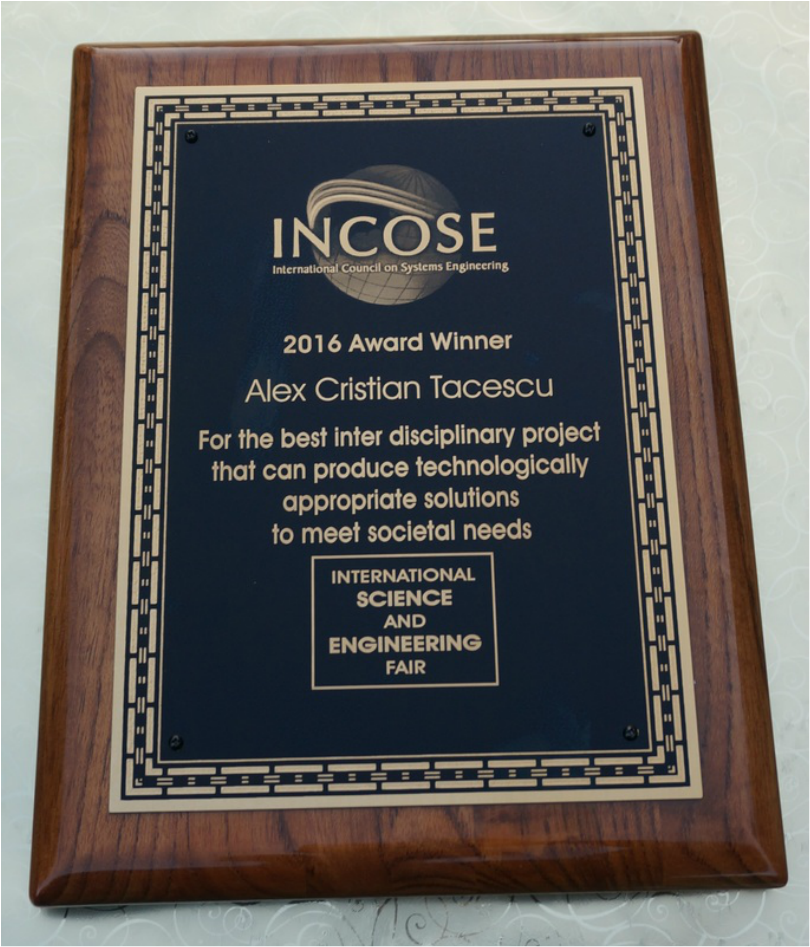 INCOSE
International Council on Systems Engineering
2016 Award Winner
Alex Cristian Tacescu
For the best inter disciplinary project
that can produce technologically
appropriate solutions
to meet societal needs
INTERNATIONAL
SCIENCE
AND
ENGINEERING
FAIR